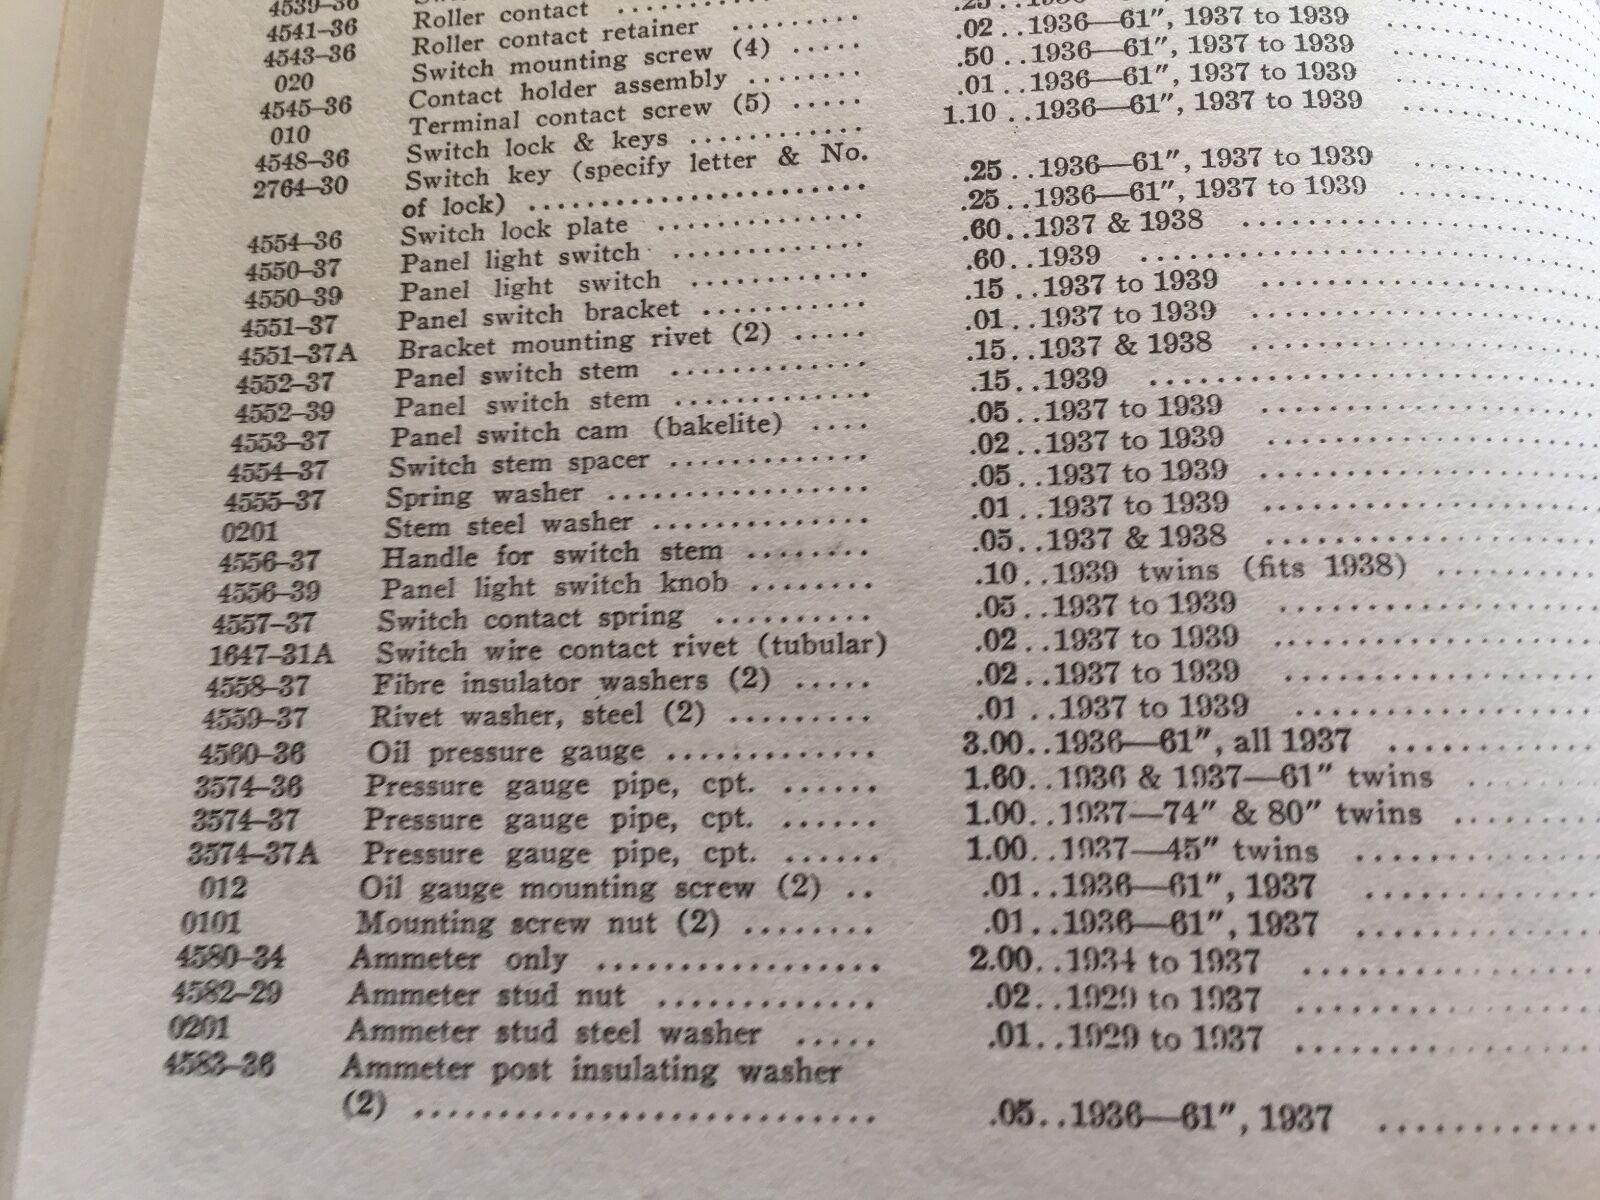 4539–36
4541–36 Roller contact
4543–36 Roller contact retainer .25
020 Switch mounting screw (4) ..... .02 . . 1936—61″, 1937 to 1939
4545–36 Contact holder assembly ........ .50 . . 1936—61″, 1937 to 1939
010 Terminal contact screw (5) ..... .01 . . 1936—61″, 1937 to 1939
4548–36 Switch lock & keys ............ 1.10 . . 1936—61″, 1937 to 1939
2764–30 Switch key (specify letter & No.
of lock) ........................ .25 . . 1936—61″, 1937 to 1939
4554–36 Switch lock plate ............. .25 . . 1936—61″, 1937 to 1939
4550–37 Panel light switch ............ .60 . . 1937 & 1938
4550–39 Panel light switch ........... .60 . . 1939
4551–37 Panel switch bracket .......... .15 . . 1937 to 1939
4551–37A Bracket mounting rivet (2) ..... .01 . . 1937 to 1939
4552–37 Panel switch stem ............ .15 . . 1937 & 1938
4552–39 Panel switch stem ............ .15 . . 1939
4553–37 Panel switch cam (bakelite) .... .05 . . 1937 to 1939
4554–37 Switch stem spacer ............ .02 . . 1937 to 1939
4555–37 Spring washer ................ .05 . . 1937 to 1939
0201 Stem steel washer ............. .01 . . 1937 to 1939
4556–37 Handle for switch stem ........ .05 . . 1937 & 1938
4556–39 Panel light switch knob ........ .10 . . 1939 twins (fits 1938)
4557–37 Switch contact spring .......... .05 . . 1937 to 1939
1647–31A Switch wire contact rivet (tubular) .02 . . 1937 to 1939
4558–37 Fibre insulator washers (2) ..... .02 . . 1937 to 1939
4559–37 Rivet washer, steel (2) ......... .01 . . 1937 to 1939
4560–36 Oil pressure gauge ............. 3.00 . . 1936—61″, all 1937
3574–36 Pressure gauge pipe, cpt. ...... 1.60 . . 1936 & 1937—61″ twins
3574–37 Pressure gauge pipe, cpt. ...... 1.00 . . 1937—74″ & 80″ twins
3574–37A Pressure gauge pipe, cpt. ...... 1.00 . . 1937—45″ twins
012 Oil gauge mounting screw (2) .. .01 . . 1936—61″, 1937
0101 Mounting screw nut (2) ........ .01 . . 1936—61″, 1937
4580–34 Ammeter only ................. 2.00 . . 1934 to 1937
4582–29 Ammeter stud nut ............. .02 . . 1929 to 1937
0201 Ammeter stud steel washer ..... .01 . . 1929 to 1937
4583–36 Ammeter post insulating washer
(2) ............................ .05 . . 1936—61″, 1937